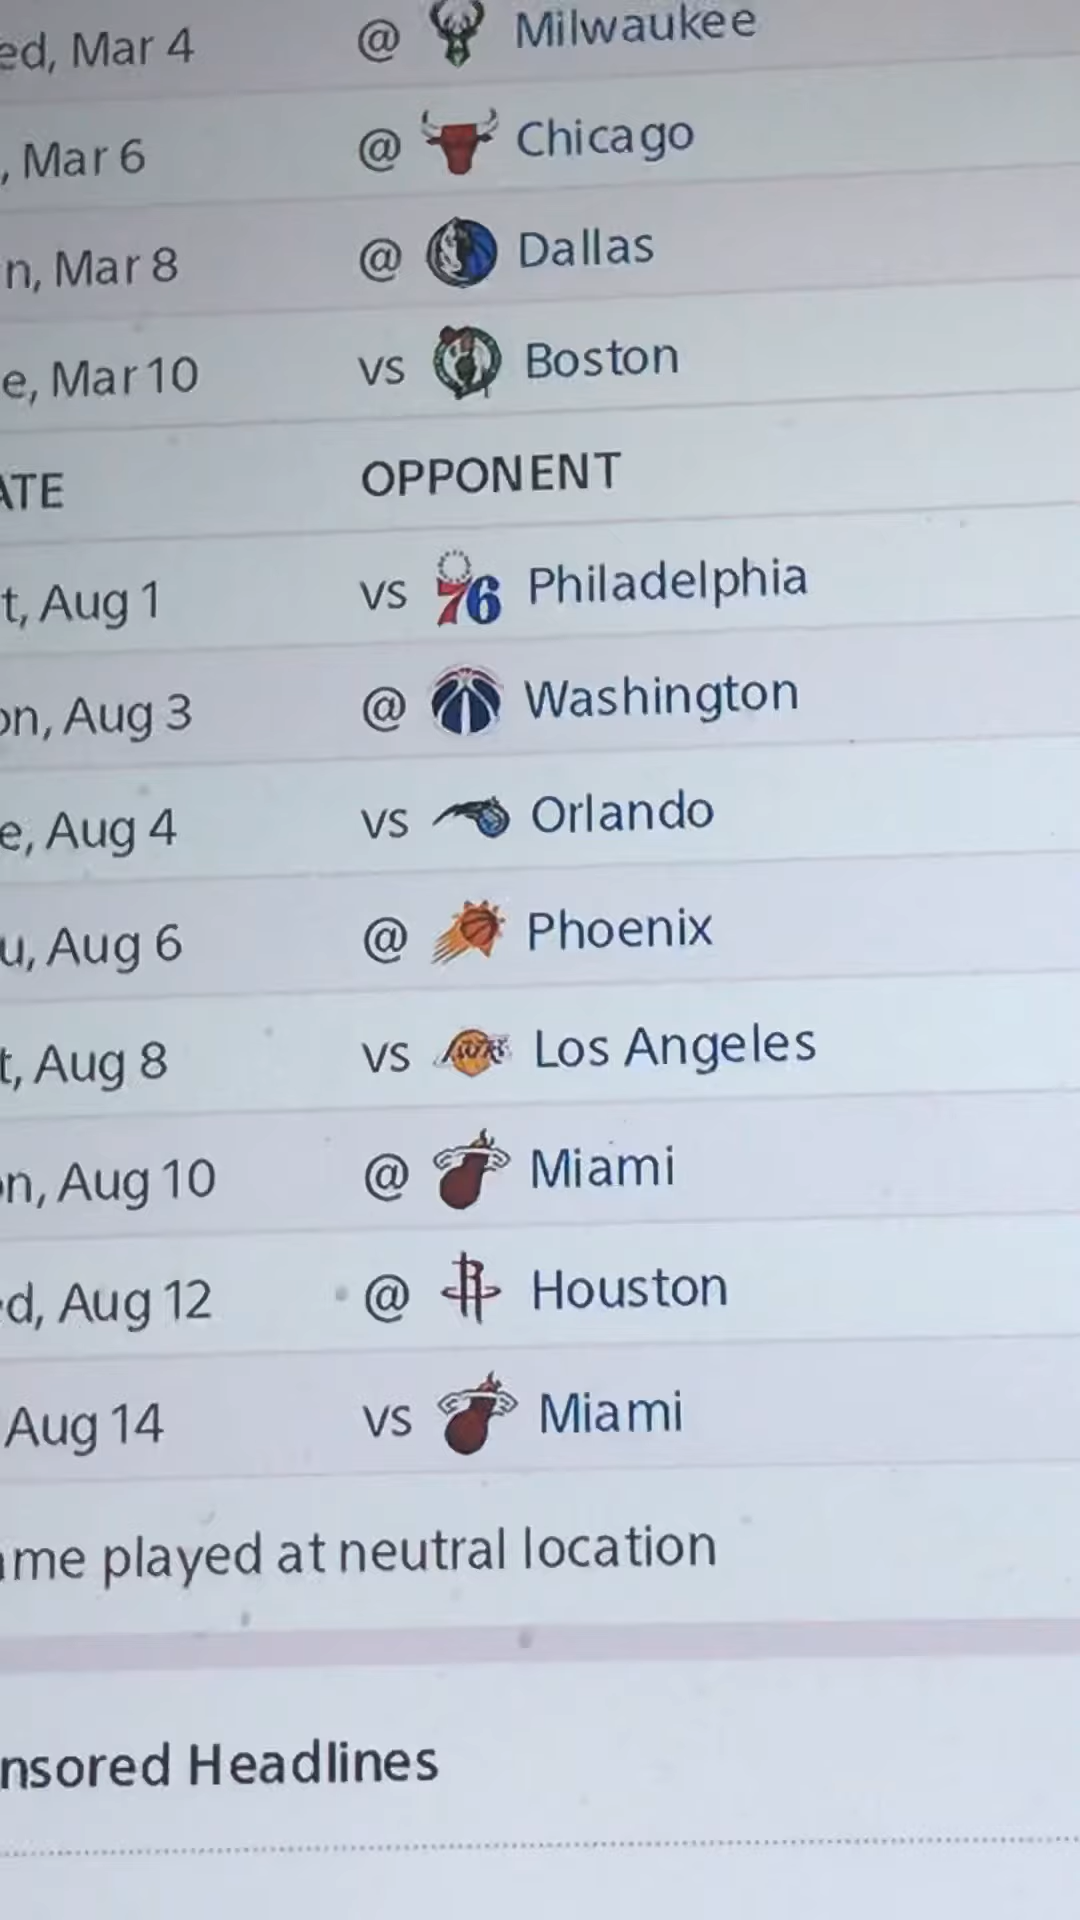 ed, Mar 4 @ Milwaukee
, Mar 6 @ Chicago
n, Mar 8 @ Dallas
e, Mar 10 vs Boston
ATE OPPONENT
t, Aug 1 vs 76 Philadelphia
on, Aug 3 @ Washington
e, Aug 4 vs Orlando
u, Aug 6 @ Phoenix
t, Aug 8 vs Los Angeles
n, Aug 10 @ Miami
d, Aug 12 @ Houston
Aug 14 vs Miami
ame played at neutral location
nsored Headlines